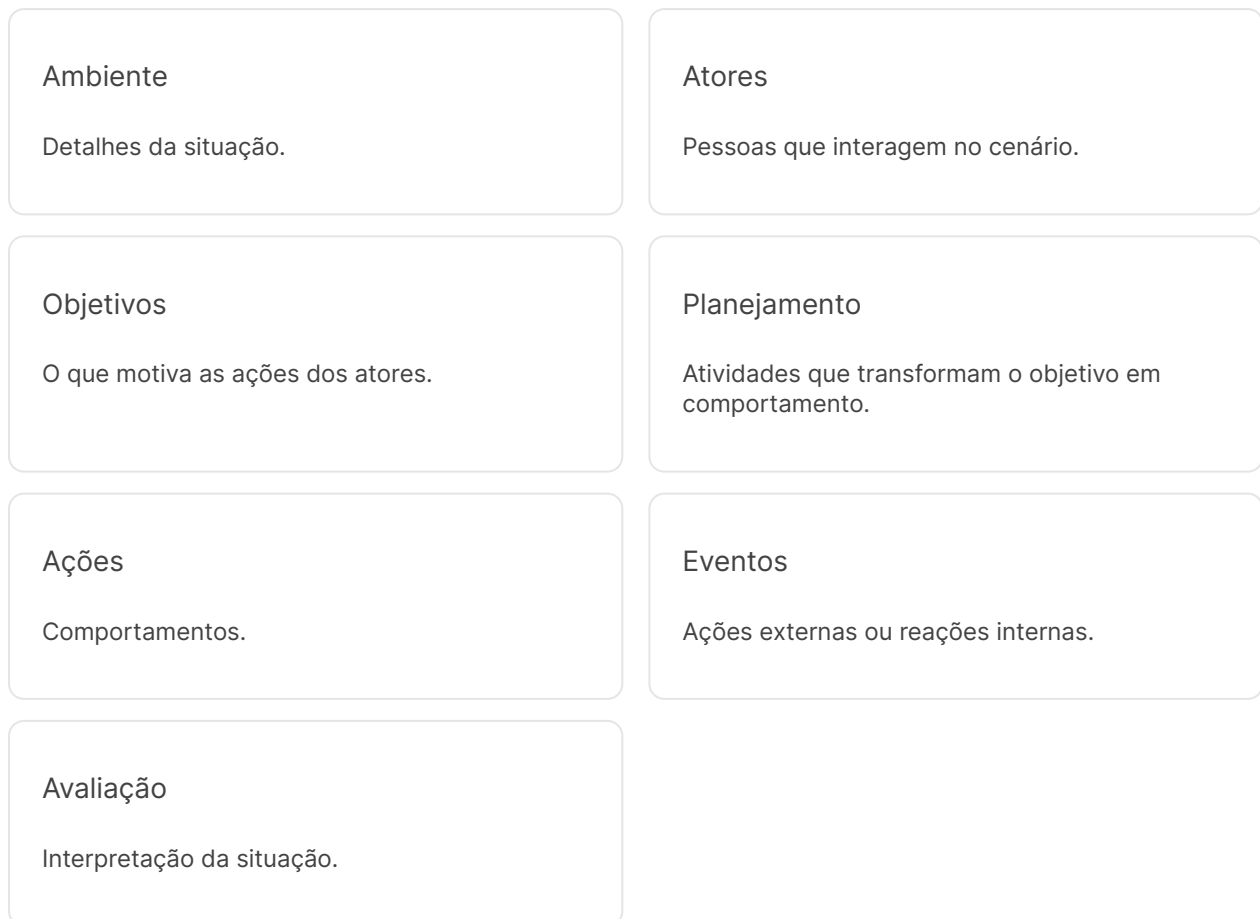 Ambiente
Detalhes da situação.
Atores
Pessoas que interagem no cenário.
Objetivos
O que motiva as ações dos atores.
Planejamento
Atividades que transformam o objetivo em
comportamento.
Ações
Comportamentos.
Eventos
Ações externas ou reações internas.
Avaliação
Interpretação da situação.